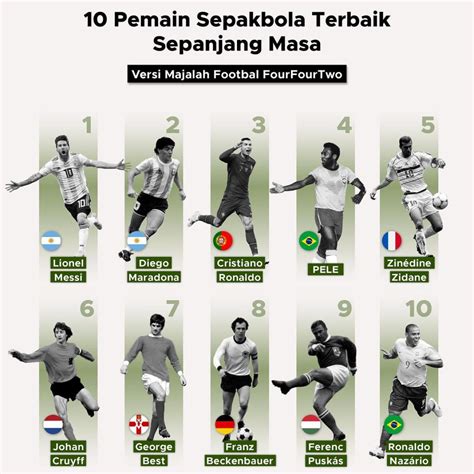 10 Pemain Sepakbola Terbaik
Sepanjang Masa
Versi Majalah Footbal FourFourTwo
1
2
3
4
5
Lionel
Messi
Diego
Maradona
Cristiano
Ronaldo
PELE
Zinédine
Zidane
6
7
8
9
10
Johan
Cruyff
George
Best
Franz
Beckenbauer
Ferenc
Puskás
Ronaldo
Nazário